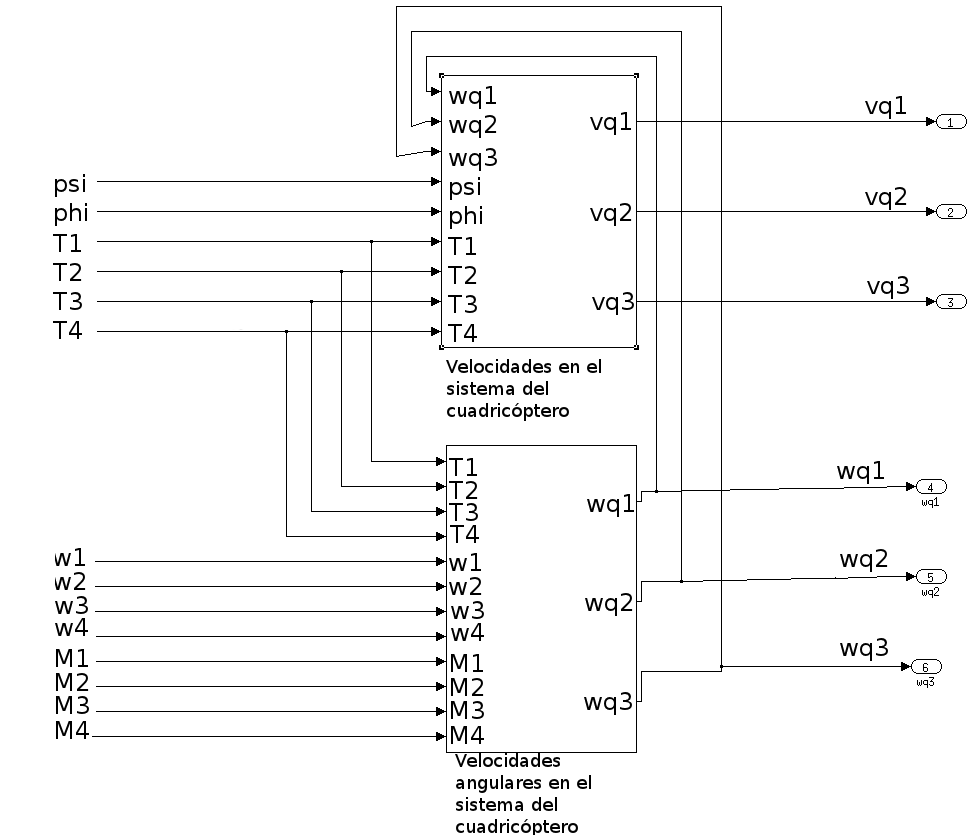 wq1
wq2
wq3
psi
phi
T1
T2
T3
T4
vq1
vq2
vq3
vq1
1
vq2
2
vq3
3
psi
phi
T1
T2
T3
T4
Velocidades en el
sistema del
cuadricóptero
T1
T2
T3
T4
w1
w2
w3
w4
M1
M2
M3
M4
wq1
wq2
wq3
wq1
4
wq1
wq2
5
wq2
wq3
6
wq3
w1
w2
w3
w4
M1
M2
M3
M4
Velocidades
angulares en el
sistema del
cuadricóptero